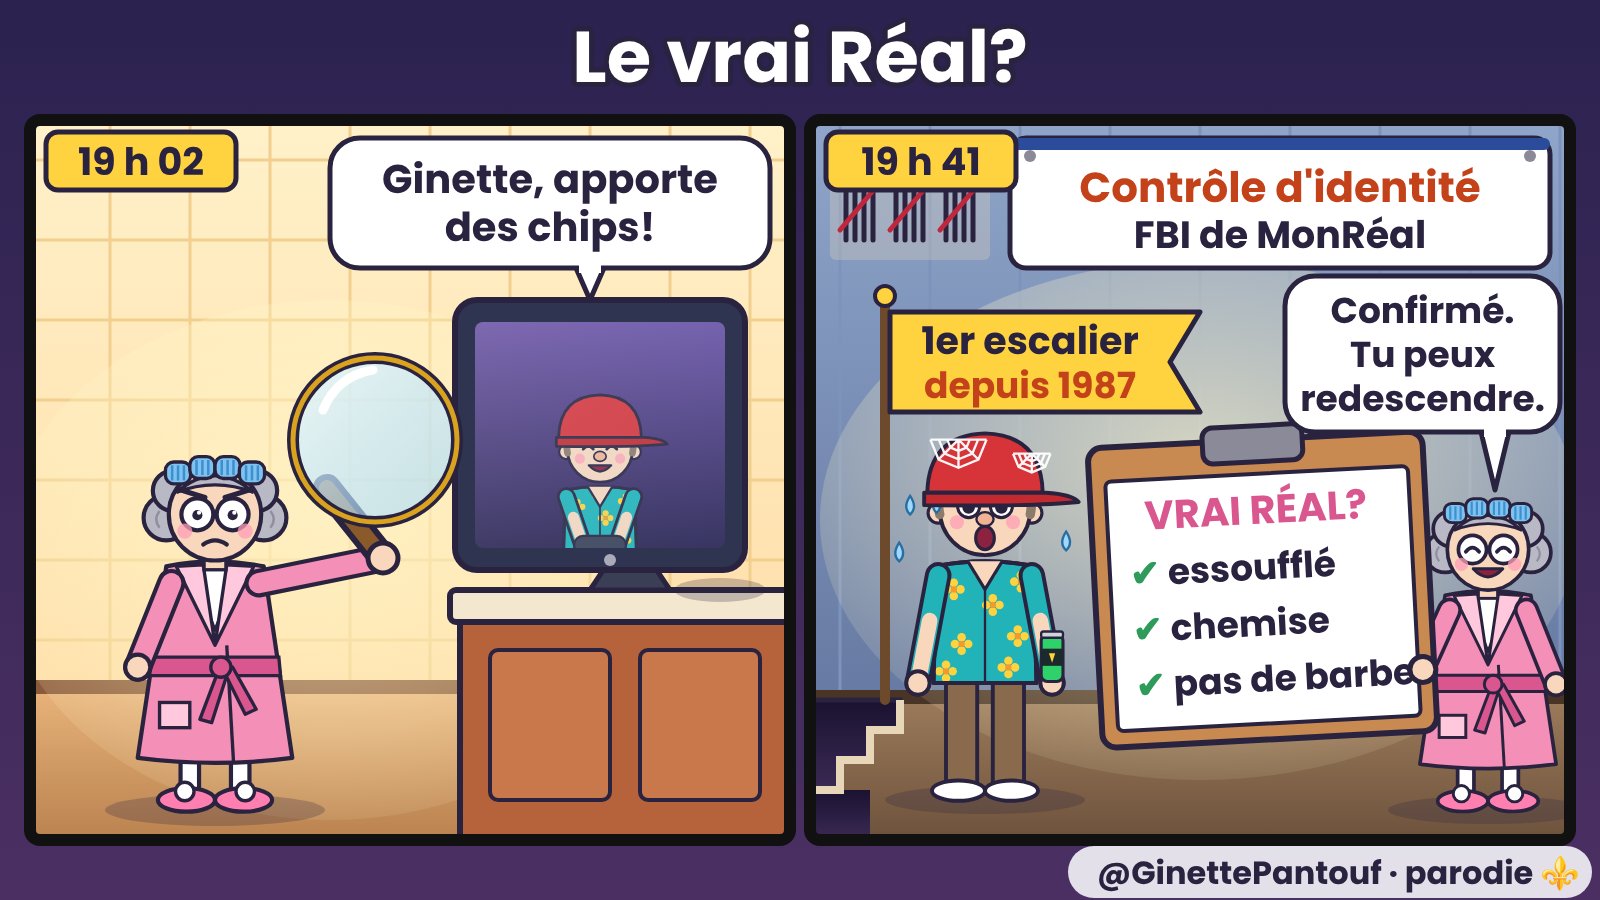 Le vrai Réal?
19 h 02
Ginette, apporte
des chips!
19 h 41
Contrôle d'identité
FBI de MonRéal
1er escalier
depuis 1987
Confirmé.
Tu peux
redescendre.
VRAI RÉAL?
✔ essoufflé
✔ chemise
✔ pas de barbe
@GinettePantouf · parodie ⚜️